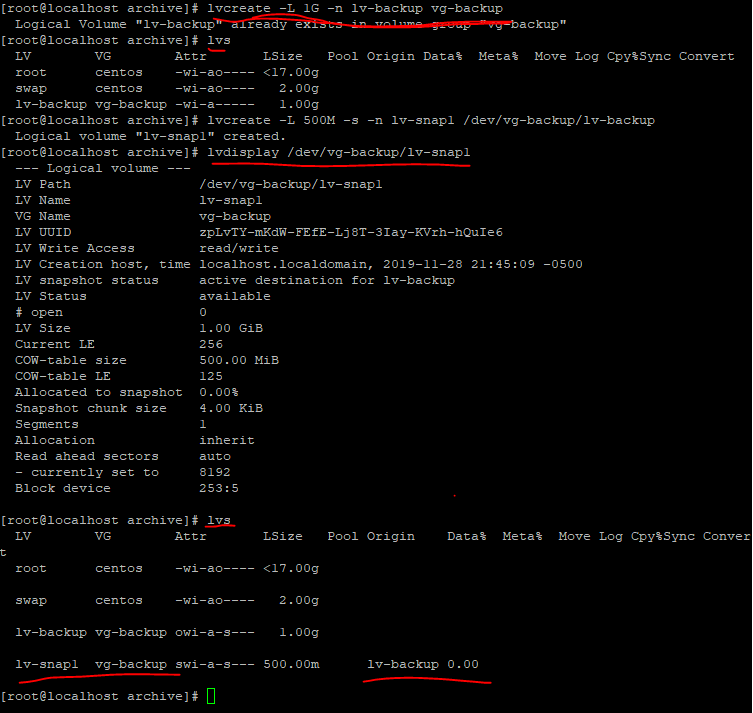 [root@localhost archive]# lvcreate -L 1G -n lv-backup vg-backup
  Logical Volume "lv-backup" already exists in volume group "vg-backup"
[root@localhost archive]# lvs
  LV        VG        Attr       LSize   Pool Origin Data%  Meta%  Move Log Cpy%Sync Convert
  root      centos    -wi-ao---- <17.00g
  swap      centos    -wi-ao----   2.00g
  lv-backup vg-backup -wi-a-----   1.00g
[root@localhost archive]# lvcreate -L 500M -s -n lv-snap1 /dev/vg-backup/lv-backup
  Logical volume "lv-snap1" created.
[root@localhost archive]# lvdisplay /dev/vg-backup/lv-snap1
  --- Logical volume ---
  LV Path                /dev/vg-backup/lv-snap1
  LV Name                lv-snap1
  VG Name                vg-backup
  LV UUID                zpLvTY-mKdW-FEfE-Lj8T-3Iay-KVrh-hQuIe6
  LV Write Access        read/write
  LV Creation host, time localhost.localdomain, 2019-11-28 21:45:09 -0500
  LV snapshot status     active destination for lv-backup
  LV Status              available
  # open                 0
  LV Size                1.00 GiB
  Current LE             256
  COW-table size         500.00 MiB
  COW-table LE           125
  Allocated to snapshot  0.00%
  Snapshot chunk size    4.00 KiB
  Segments               1
  Allocation             inherit
  Read ahead sectors     auto
  - currently set to     8192
  Block device           253:5
[root@localhost archive]# lvs
  LV        VG        Attr       LSize   Pool Origin    Data%  Meta%  Move Log Cpy%Sync Conver
t
  root      centos    -wi-ao---- <17.00g
  swap      centos    -wi-ao----   2.00g
  lv-backup vg-backup owi-a-s---   1.00g
  lv-snap1  vg-backup swi-a-s--- 500.00m      lv-backup 0.00
[root@localhost archive]#